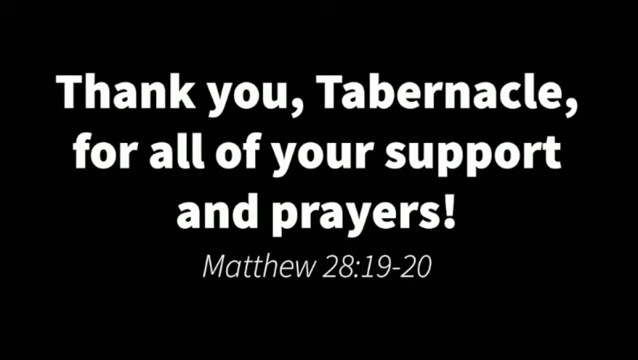 Thank you, Tabernacle,
for all of your support
and prayers!
Matthew 28:19-20